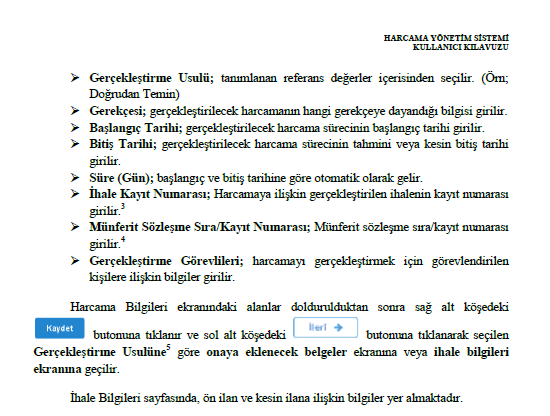 HARCAMA YÖNETİM SİSTEMİ
KULLANICI KILAVUZU
➤ Gerçekleştirme Usulü; tanımlanan referans değerler içerisinden seçilir. (Örn;
Doğrudan Temin)
➤ Gerekçesi; gerçekleştirilecek harcamanın hangi gerekçeye dayandığı bilgisi girilir.
➤ Başlangıç Tarihi; gerçekleştirilecek harcama sürecinin başlangıç tarihi girilir.
➤ Bitiş Tarihi; gerçekleştirilecek harcama sürecinin tahmini veya kesin bitiş tarihi
girilir.
➤ Süre (Gün); başlangıç ve bitiş tarihine göre otomatik olarak gelir.
➤ İhale Kayıt Numarası; Harcamaya ilişkin gerçekleştirilen ihalenin kayıt numarası
girilir.³
➤ Münferit Sözleşme Sıra/Kayıt Numarası; Münferit sözleşme sıra/kayıt numarası
girilir.⁴
➤ Gerçekleştirme Görevlileri; harcamayı gerçekleştirmek için görevlendirilen
kişilere ilişkin bilgiler girilir.
Harcama Bilgileri ekranındaki alanlar doldurulduktan sonra sağ alt köşedeki
Kaydet butonuna tıklanır ve sol alt köşedeki İleri → butonuna tıklanarak seçilen
Gerçekleştirme Usulüne⁵ göre onaya eklenecek belgeler ekranına veya ihale bilgileri
ekranına geçilir.
İhale Bilgileri sayfasında, ön ilan ve kesin ilana ilişkin bilgiler yer almaktadır.